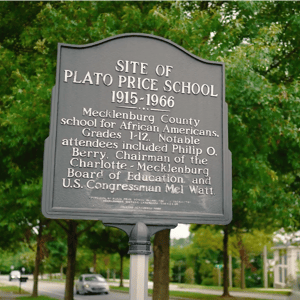 SITE OF
PLATO PRICE SCHOOL
1915-1966
Mecklenburg County
school for African Americans,
Grades 1-12. Notable
attendees included Philip O.
Berry, Chairman of the
Charlotte - Mecklenburg
Board of Education, and
U.S. Congressman Mel Watt